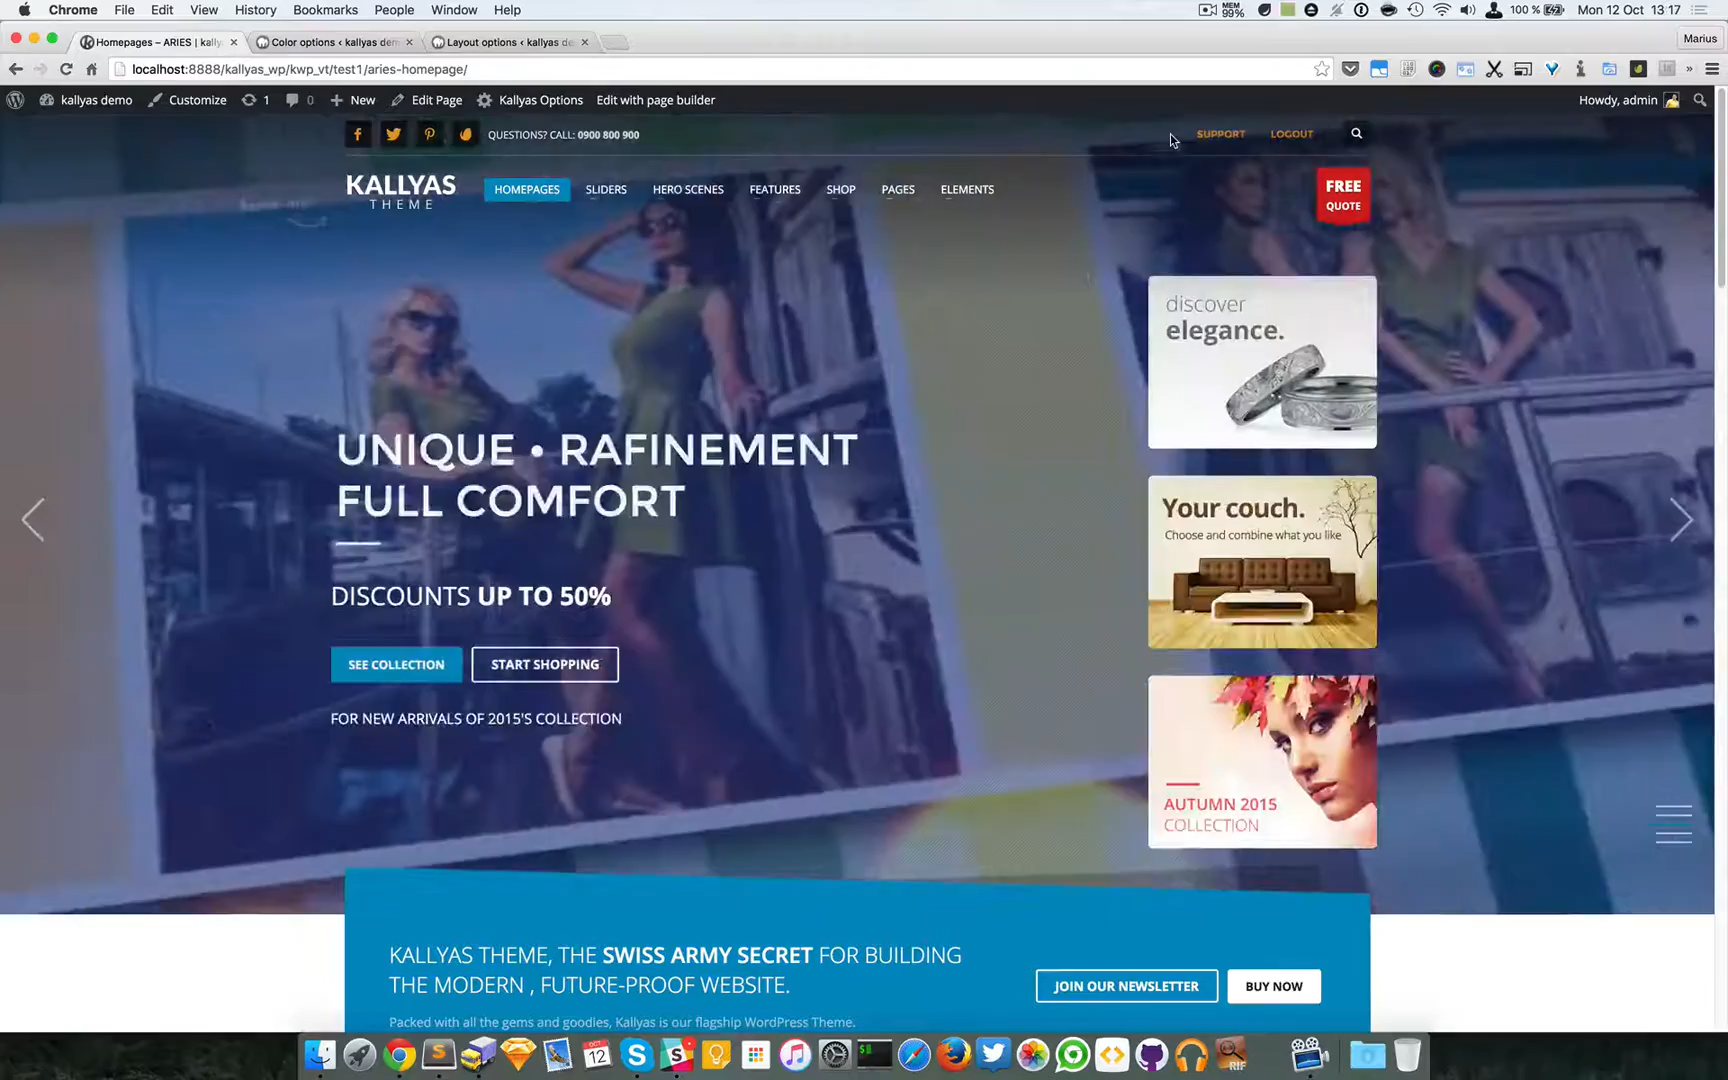 Chrome File Edit View History Bookmarks People Window Help
MEM 99% 100 % Mon 12 Oct 13:17
Homepages – ARIES | kally
Color options ‹ kallyas dem
Layout options ‹ kallyas de
Marius
localhost:8888/kallyas_wp/kwp_vt/test1/aries-homepage/
kallyas demo Customize 1 0 New Edit Page Kallyas Options Edit with page builder Howdy, admin
QUESTIONS? CALL: 0900 800 900 SUPPORT LOGOUT
KALLYAS
THEME
HOMEPAGES SLIDERS HERO SCENES FEATURES SHOP PAGES ELEMENTS
FREE
QUOTE
discover
elegance.
UNIQUE • RAFINEMENT
FULL COMFORT
Your couch.
Choose and combine what you like
DISCOUNTS UP TO 50%
SEE COLLECTION START SHOPPING
FOR NEW ARRIVALS OF 2015'S COLLECTION
AUTUMN 2015
COLLECTION
KALLYAS THEME, THE SWISS ARMY SECRET FOR BUILDING
THE MODERN , FUTURE-PROOF WEBSITE.
JOIN OUR NEWSLETTER BUY NOW
Packed with all the gems and goodies, Kallyas is our flagship WordPress Theme.
OCT
12
RIF